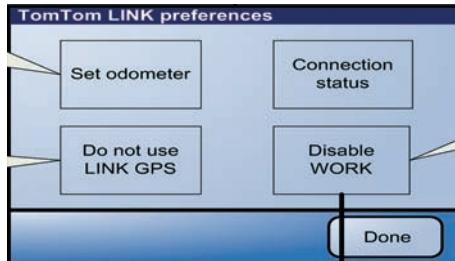 TomTom LINK preferences
Set odometer
Connection
status
Do not use
LINK GPS
Disable
WORK
Done